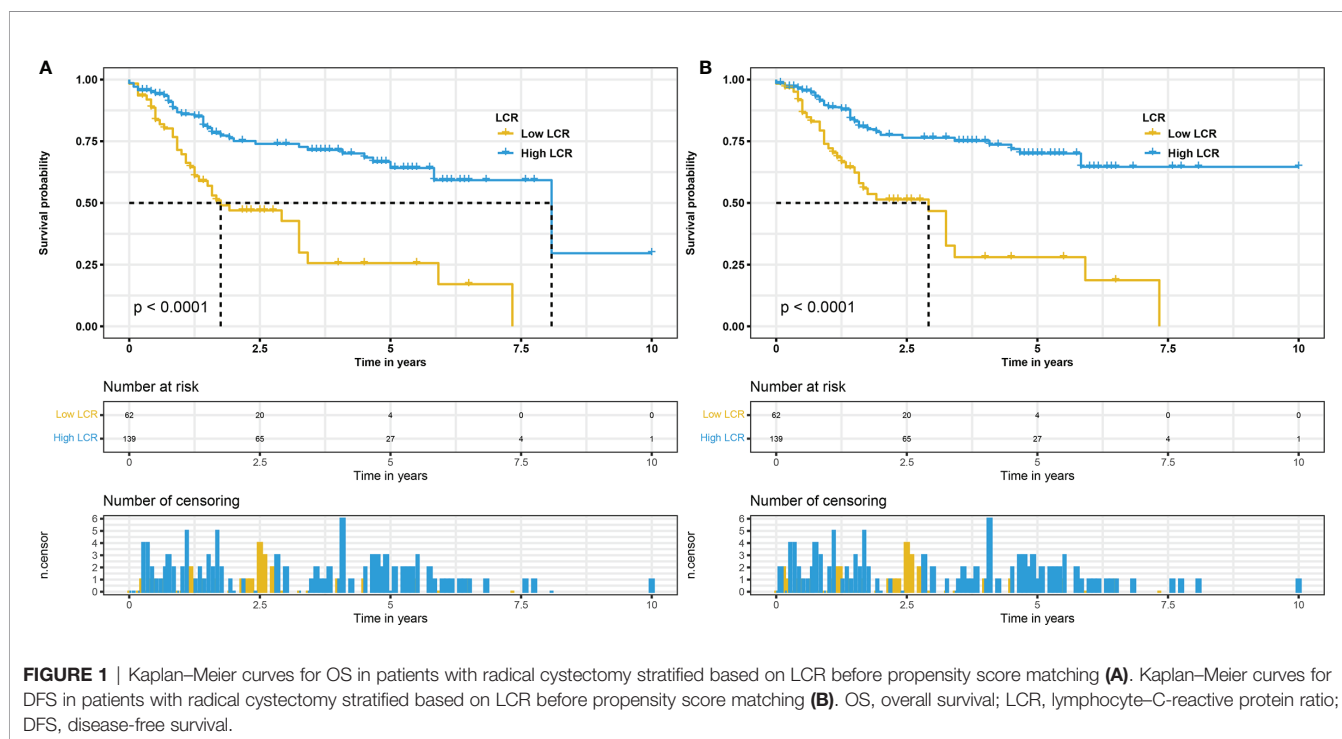 A
1.00
0.75
0.50
0.25
0.00
Survival probability
LCR
Low LCR
High LCR
p < 0.0001
0 2.5 5 7.5 10
Time in years
Number at risk
Low LCR 62 20 4 0 0
High LCR 139 65 27 4 1
0 2.5 5 7.5 10
Time in years
Number of censoring
n.censor
6
5
4
3
2
1
0
0 2.5 5 7.5 10
Time in years
B
1.00
0.75
0.50
0.25
0.00
Survival probability
LCR
Low LCR
High LCR
p < 0.0001
0 2.5 5 7.5 10
Time in years
Number at risk
Low LCR 62 20 4 0 0
High LCR 139 65 27 4 1
0 2.5 5 7.5 10
Time in years
Number of censoring
n.censor
6
5
4
3
2
1
0
0 2.5 5 7.5 10
Time in years
FIGURE 1 | Kaplan–Meier curves for OS in patients with radical cystectomy stratified based on LCR before propensity score matching (A). Kaplan–Meier curves for
DFS in patients with radical cystectomy stratified based on LCR before propensity score matching (B). OS, overall survival; LCR, lymphocyte–C-reactive protein ratio;
DFS, disease-free survival.